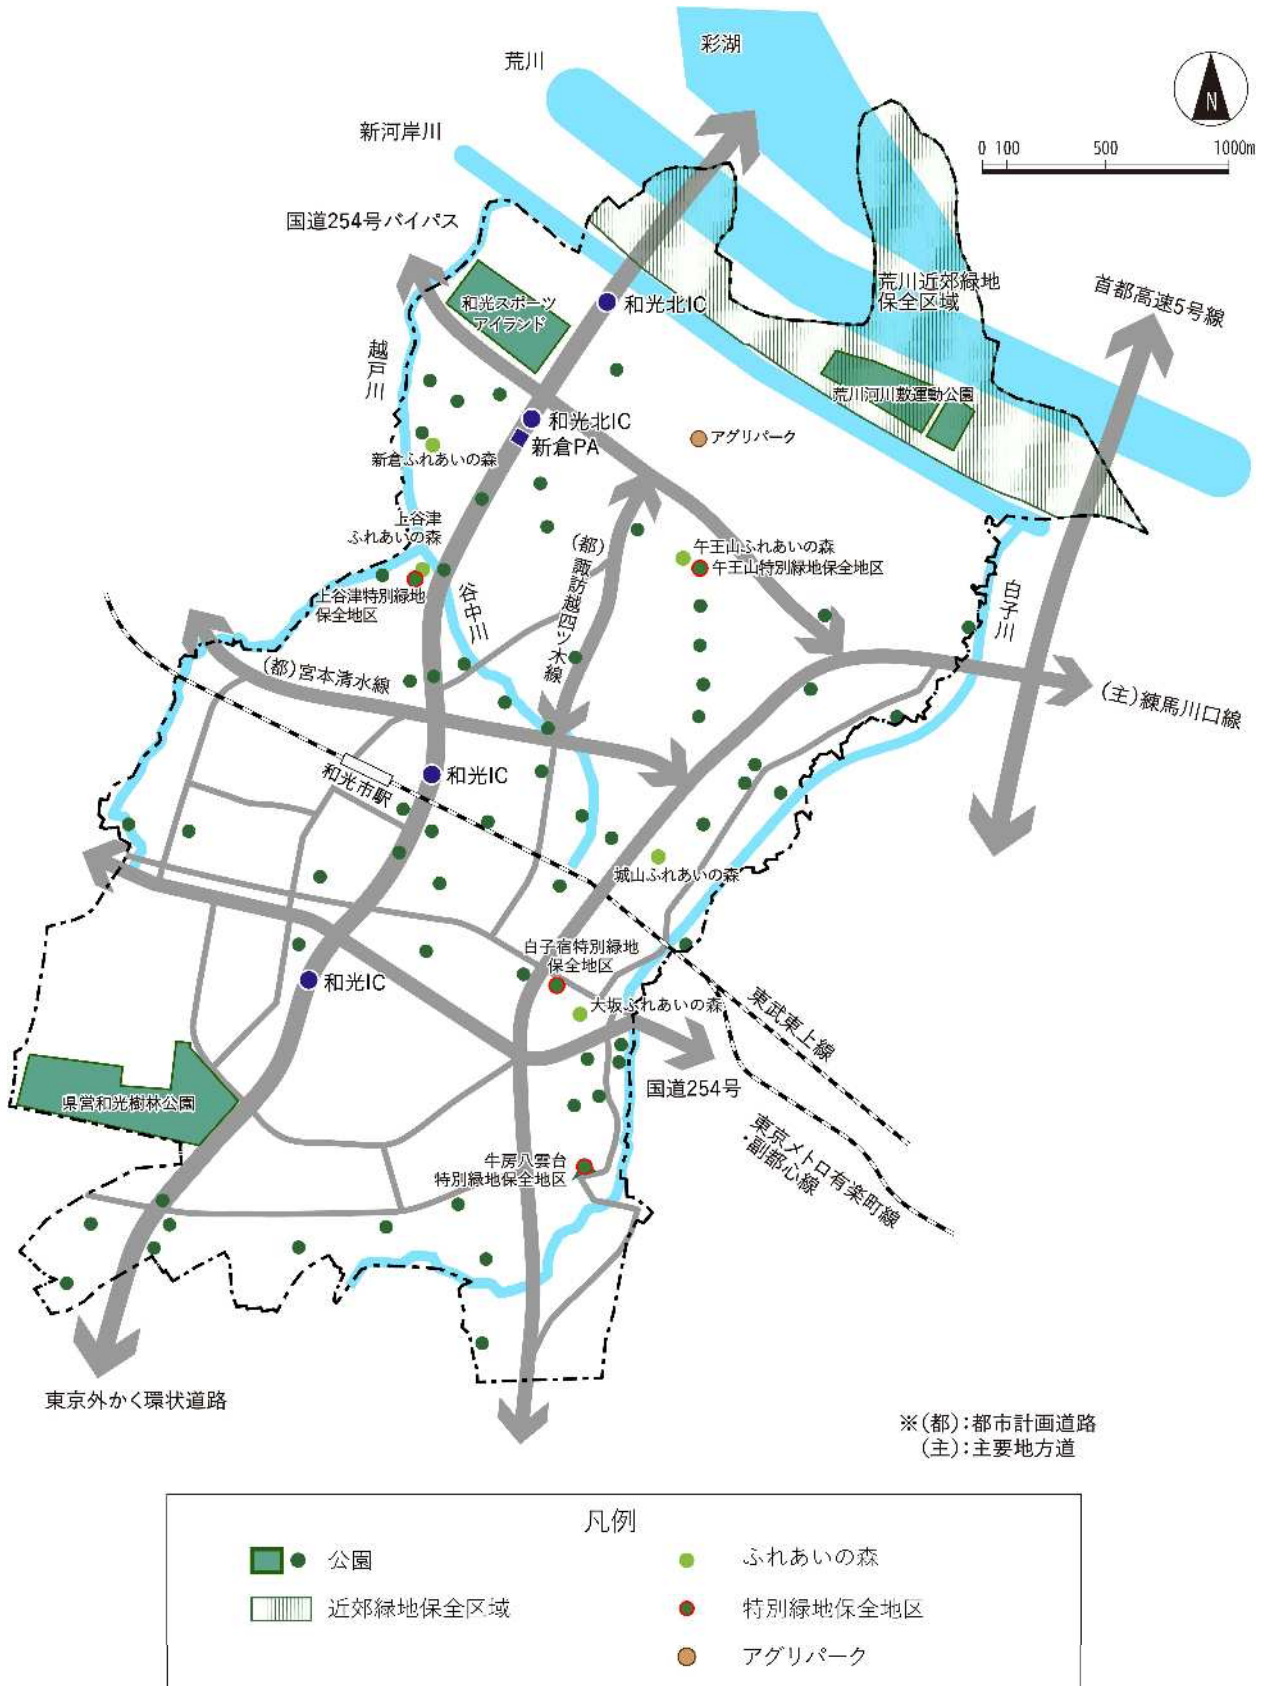 彩湖
荒川
新河岸川
N
0 100 500 1000m
国道254号バイパス
荒川近郊緑地
保全区域
首都高速5号線
和光スポーツ
アイランド
和光北IC
越戸川
荒川河川敷運動公園
和光北IC
新倉PA
アグリパーク
新倉ふれあいの森
上谷津
ふれあいの森
(都)諏訪越四ツ木線
午王山ふれあいの森
午王山特別緑地保全地区
上谷津特別緑地
保全地区
谷中川
白子川
(都)宮本清水線
(主)練馬川口線
和光市駅
和光IC
城山ふれあいの森
白子宿特別緑地
保全地区
和光IC
大坂ふれあいの森
東武東上線
国道254号
県営和光樹林公園
東京メトロ有楽町線
・副都心線
牛房八雲台
特別緑地保全地区
東京外かく環状道路
※(都):都市計画道路
(主):主要地方道
凡例
公園
ふれあいの森
近郊緑地保全区域
特別緑地保全地区
アグリパーク